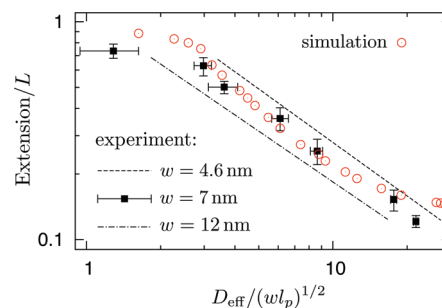 1
simulation
Extension/L
experiment:
w = 4.6 nm
w = 7 nm
w = 12 nm
0.1
1
10
D_eff/(wl_p)^{1/2}